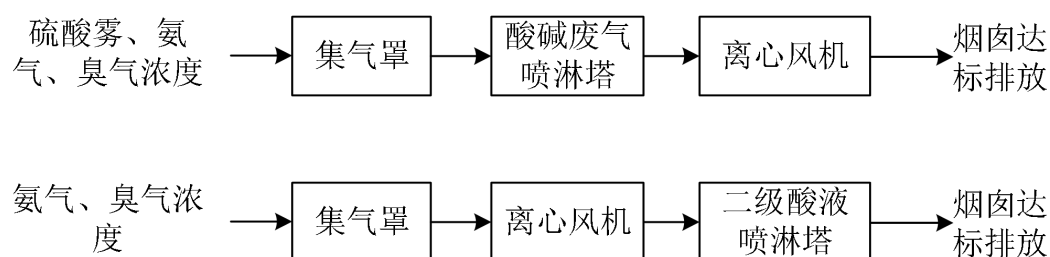 硫酸雾、氨
气、臭气浓度
集气罩
酸碱废气
喷淋塔
离心风机
烟囱达
标排放
氨气、臭气浓
度
集气罩
离心风机
二级酸液
喷淋塔
烟囱达
标排放